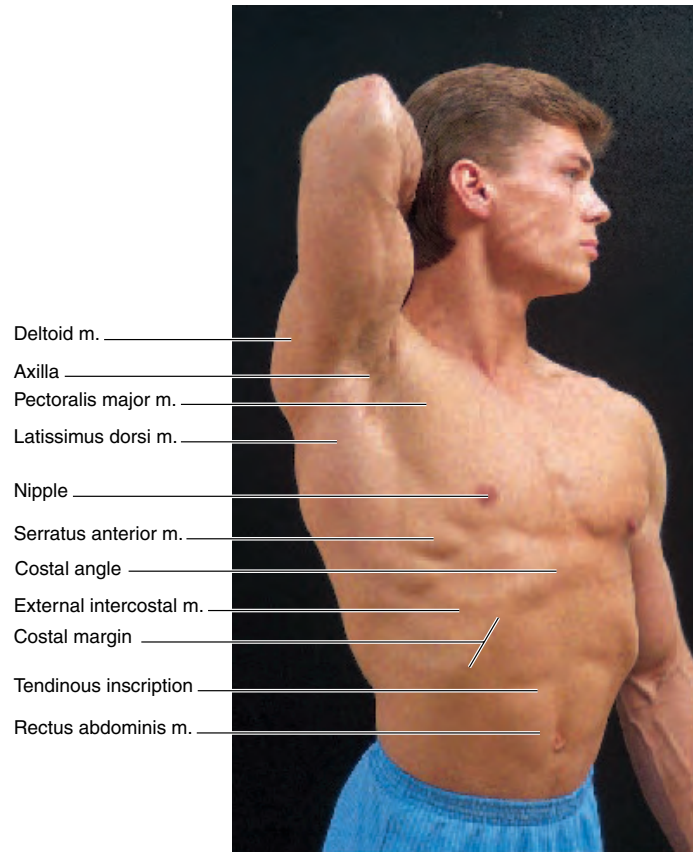 Deltoid m.
Axilla
Pectoralis major m.
Latissimus dorsi m.
Nipple
Serratus anterior m.
Costal angle
External intercostal m.
Costal margin
Tendinous inscription
Rectus abdominis m.